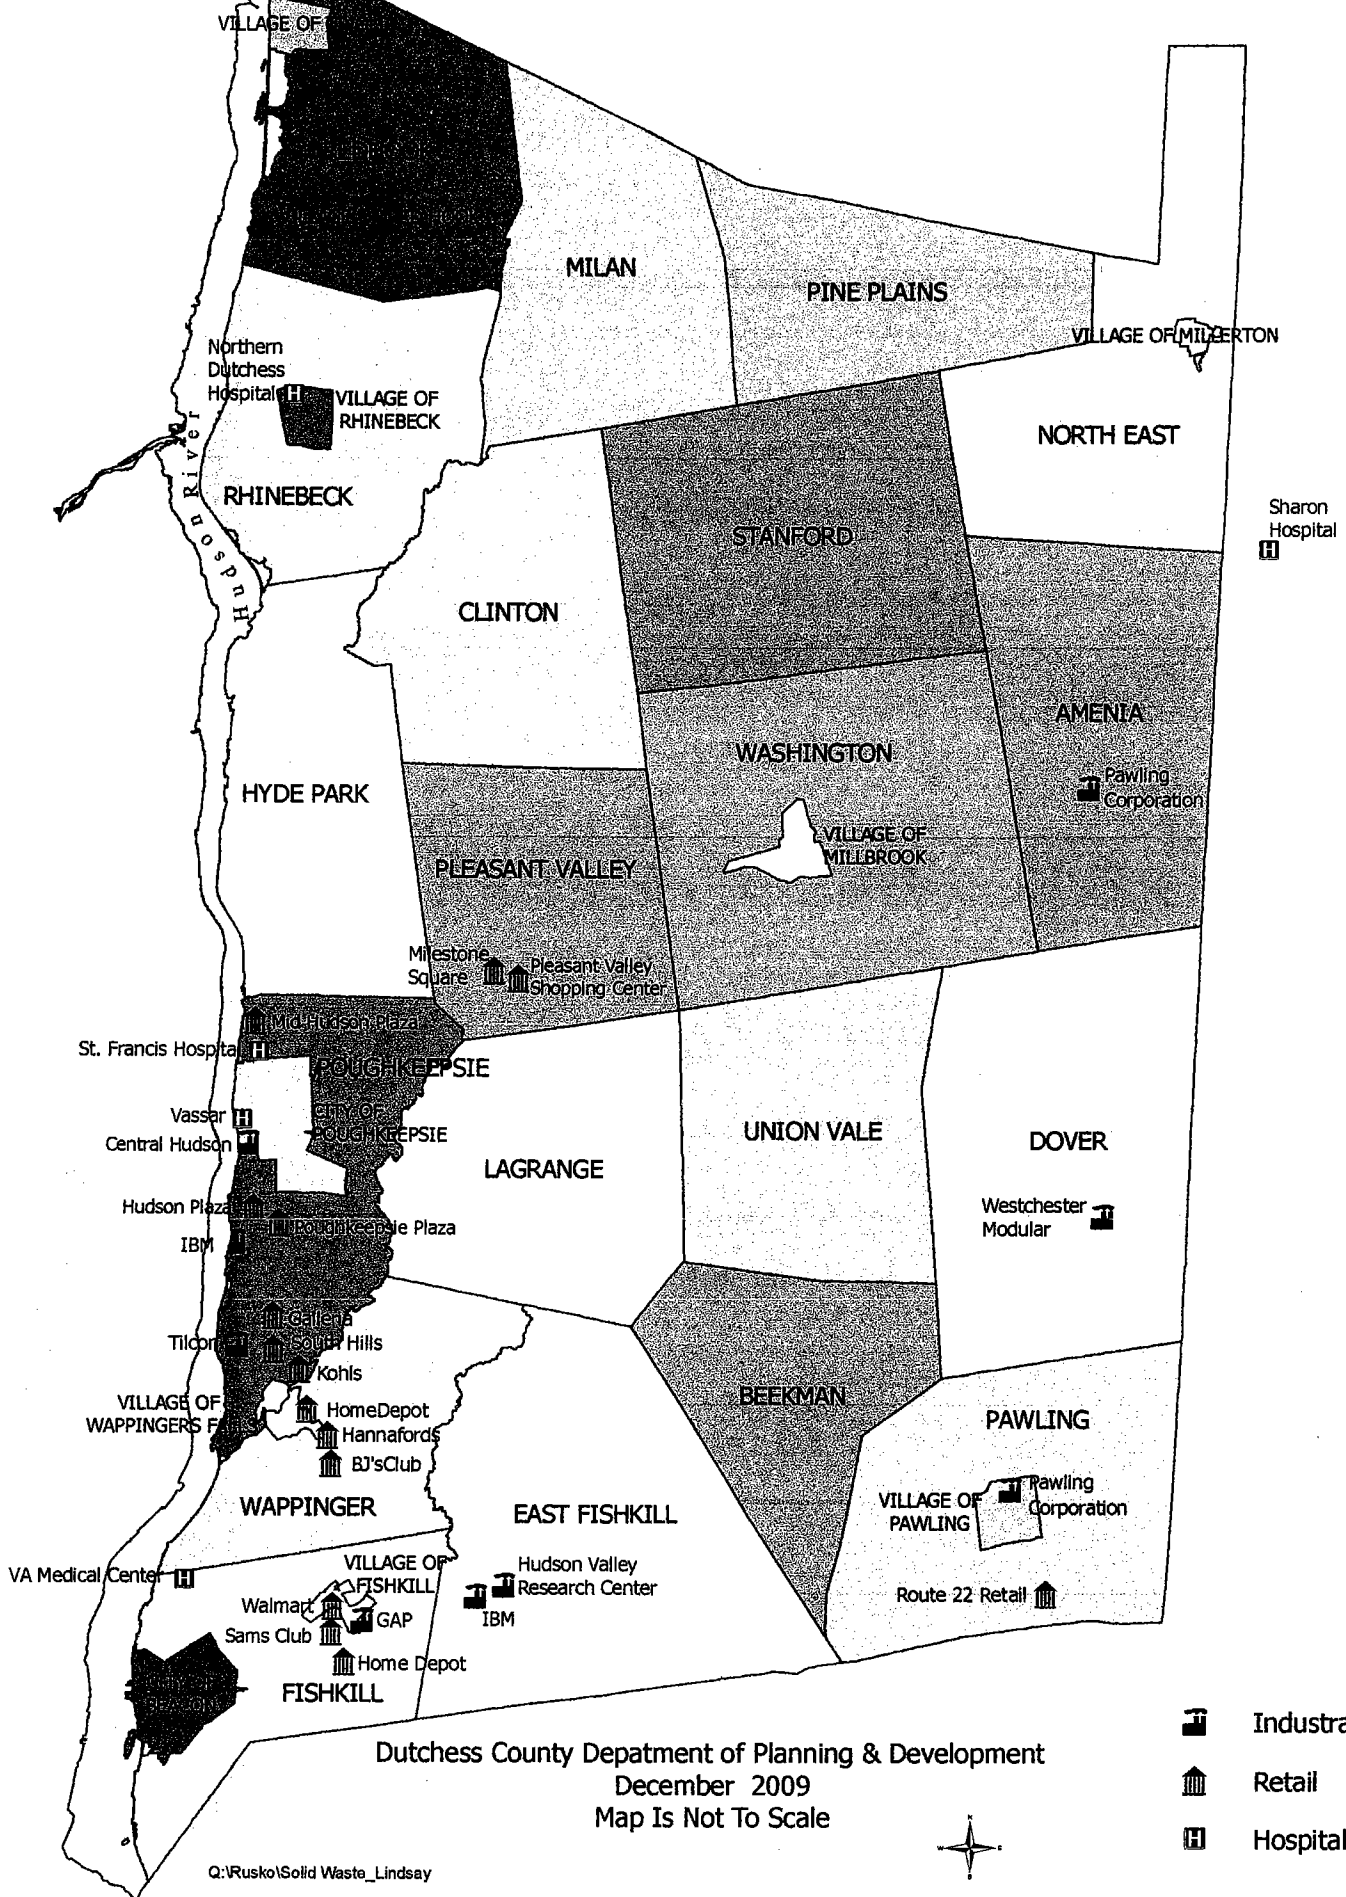 VILLAGE OF
MILAN
PINE PLAINS
VILLAGE OF MILLERTON
Northern
Dutchess
Hospital
VILLAGE OF
RHINEBECK
NORTH EAST
RHINEBECK
Hudson River
Sharon
Hospital
STANFORD
CLINTON
AMENIA
WASHINGTON
Pawling
Corporation
HYDE PARK
VILLAGE OF
MILLBROOK
PLEASANT VALLEY
Milestone
Square
Pleasant Valley
Shopping Center
Mid-Hudson Plaza
St. Francis Hospital
POUGHKEEPSIE
Vassar
CITY OF
POUGHKEEPSIE
Central Hudson
UNION VALE
DOVER
LAGRANGE
Hudson Plaza
Poughkeepsie Plaza
Westchester
Modular
IBM
Galleria
Tilcon
South Hills
Kohls
VILLAGE OF
WAPPINGERS FALLS
HomeDepot
Hannafords
BJ'sClub
BEEKMAN
PAWLING
WAPPINGER
EAST FISHKILL
VILLAGE OF
PAWLING
Pawling
Corporation
VA Medical Center
VILLAGE OF
FISHKILL
Hudson Valley
Research Center
IBM
Route 22 Retail
Walmart
GAP
Sams Club
Home Depot
FISHKILL
BEACON
Dutchess County Depatment of Planning & Development
December 2009
Map Is Not To Scale
Industra
Retail
Hospital
N
W
E
S
Q:\Rusko\Solid Waste_Lindsay